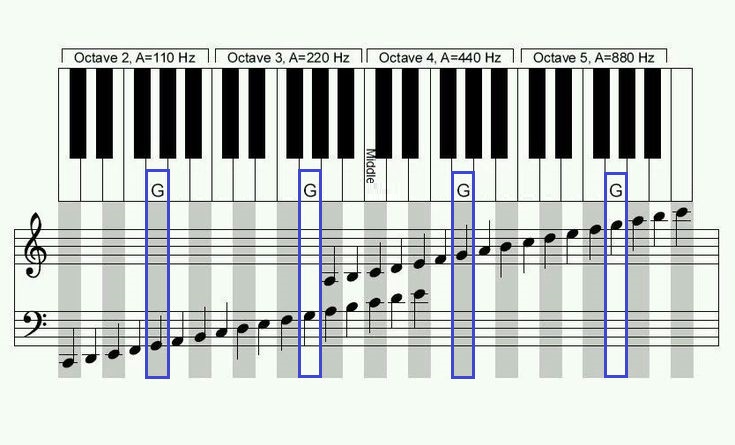 Octave 2, A=110 Hz
Octave 3, A=220 Hz
Octave 4, A=440 Hz
Octave 5, A=880 Hz
Middle
G
G
G
G